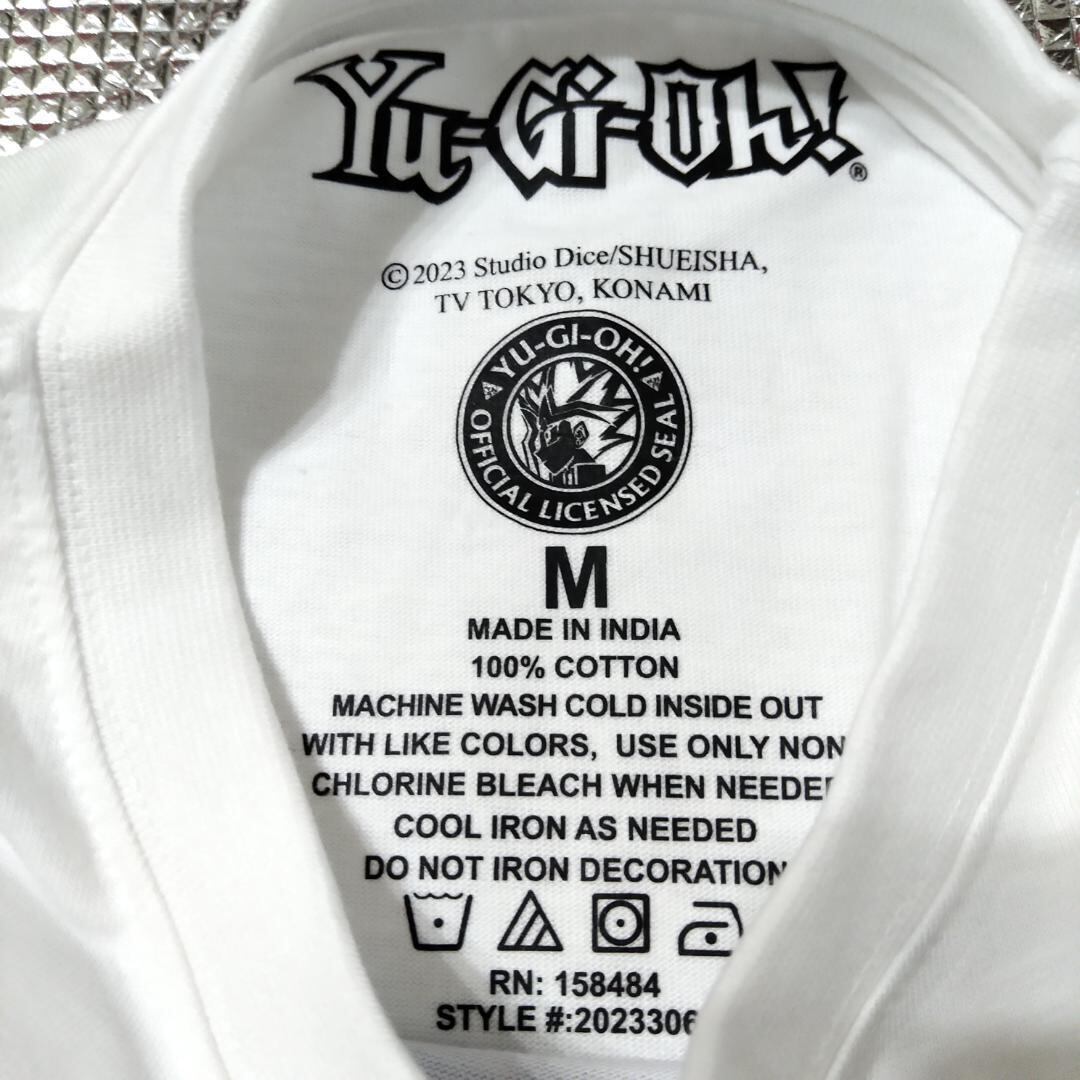 Yu-Gi-Oh!®
©2023 Studio Dice/SHUEISHA,
TV TOKYO, KONAMI
YU-GI-OH!
OFFICIAL LICENSED SEAL
M
MADE IN INDIA
100% COTTON
MACHINE WASH COLD INSIDE OUT
WITH LIKE COLORS, USE ONLY NON
CHLORINE BLEACH WHEN NEEDE
COOL IRON AS NEEDED
DO NOT IRON DECORATION
RN: 158484
STYLE #:2023306